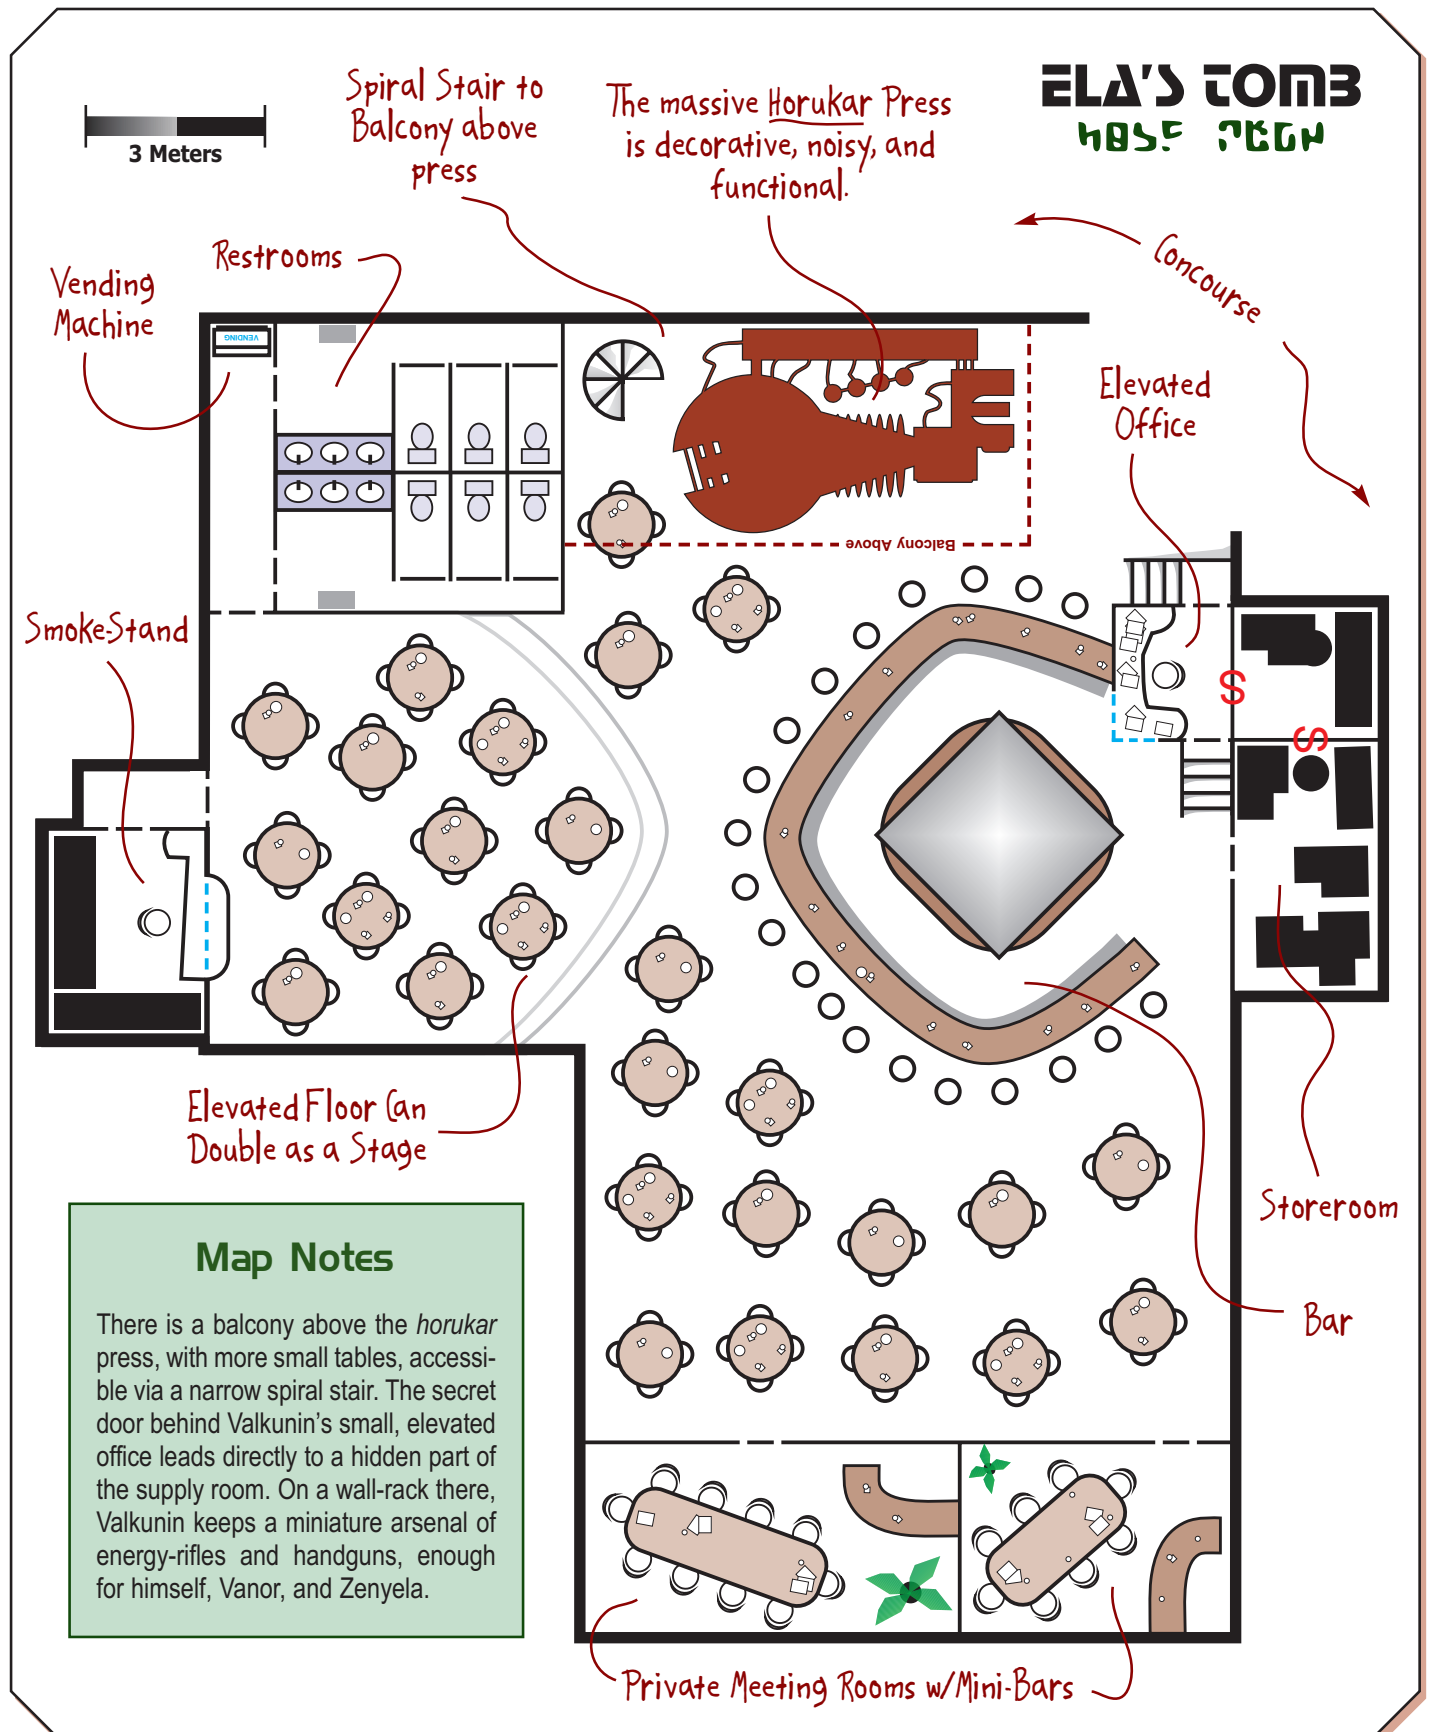 ELA'S TOMB
3 Meters
Spiral Stair to
Balcony above
press
The massive Horukar Press
is decorative, noisy, and
functional.
Concourse
Restrooms
Vending
Machine
VENDING
Elevated
Office
Balcony Above
Smoke-Stand
S
S
Elevated Floor Can
Double as a Stage
Storeroom
Bar
Map Notes
There is a balcony above the horukar
press, with more small tables, accessi-
ble via a narrow spiral stair. The secret
door behind Valkunin's small, elevated
office leads directly to a hidden part of
the supply room. On a wall-rack there,
Valkunin keeps a miniature arsenal of
energy-rifles and handguns, enough
for himself, Vanor, and Zenyela.
Private Meeting Rooms w/Mini-Bars